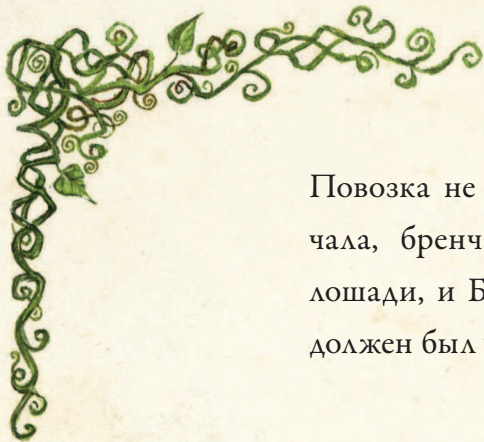 Повозка не
чала, бренч
лошади, и Б
должен был